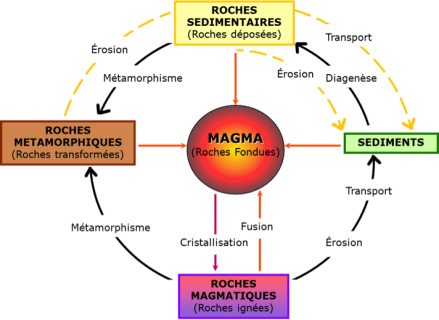 ROCHES
SEDIMENTAIRES
(Roches déposées)
Transport
Érosion
Érosion
Métamorphisme
Diagenèse
ROCHES
METAMORPHIQUES
(Roches transformées)
MAGMA
(Roches Fondues)
SEDIMENTS
Transport
Métamorphisme
Fusion
Cristallisation
Érosion
ROCHES
MAGMATIQUES
(Roches ignées)